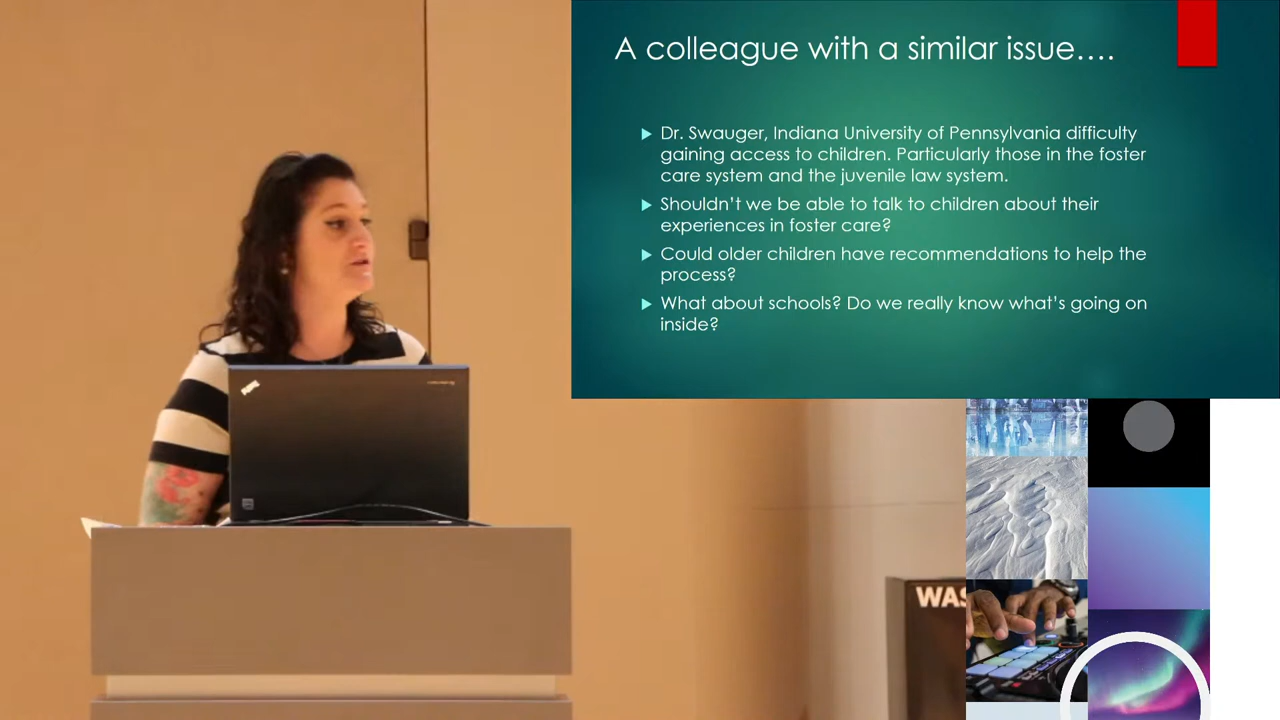 A colleague with a similar issue....
Dr. Swauger, Indiana University of Pennsylvania difficulty
gaining access to children. Particularly those in the foster
care system and the juvenile law system.
Shouldn't we be able to talk to children about their
experiences in foster care?
Could older children have recommendations to help the
process?
What about schools? Do we really know what's going on
inside?
WAS